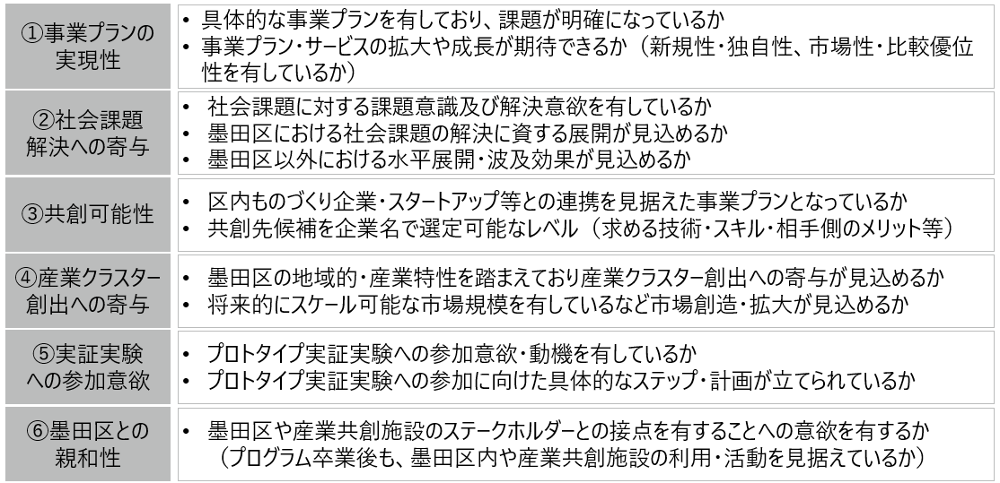 ①事業プランの
実現性
• 具体的な事業プランを有しており、課題が明確になっているか
• 事業プラン・サービスの拡大や成長が期待できるか（新規性・独自性、市場性・比較優位
性を有しているか）
②社会課題
解決への寄与
• 社会課題に対する課題意識及び解決意欲を有しているか
• 墨田区における社会課題の解決に資する展開が見込めるか
• 墨田区以外における水平展開・波及効果が見込めるか
③共創可能性
• 区内ものづくり企業・スタートアップ等との連携を見据えた事業プランとなっているか
• 共創先候補を企業名で選定可能なレベル（求める技術・スキル・相手側のメリット等）
④産業クラスター
創出への寄与
• 墨田区の地域的・産業特性を踏まえており産業クラスター創出への寄与が見込めるか
• 将来的にスケール可能な市場規模を有しているなど市場創造・拡大が見込めるか
⑤実証実験
への参加意欲
• プロトタイプ実証実験への参加意欲・動機を有しているか
• プロトタイプ実証実験への参加に向けた具体的なステップ・計画が立てられているか
⑥墨田区との
親和性
• 墨田区や産業共創施設のステークホルダーとの接点を有することへの意欲を有するか
（プログラム卒業後も、墨田区内や産業共創施設の利用・活動を見据えているか）